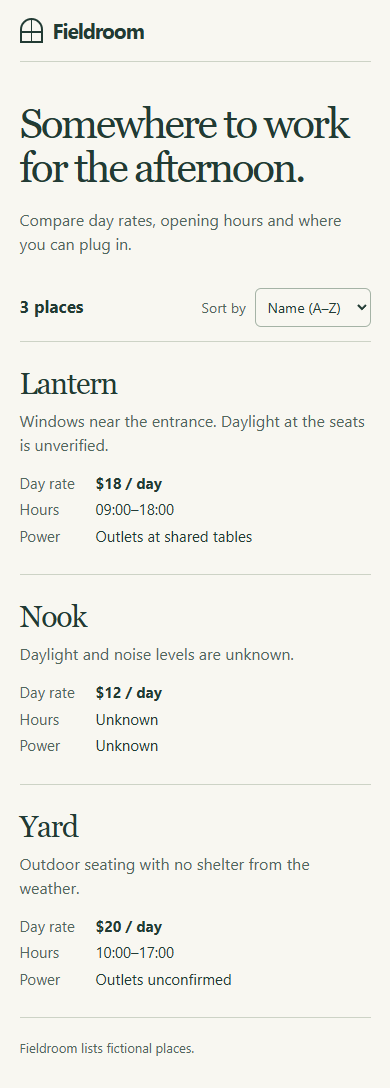 Fieldroom
Somewhere to work
for the afternoon.
Compare day rates, opening hours and where
you can plug in.
3 places
Sort by
Name (A–Z)
Lantern
Windows near the entrance. Daylight at the seats
is unverified.
Day rate $18 / day
Hours 09:00–18:00
Power Outlets at shared tables
Nook
Daylight and noise levels are unknown.
Day rate $12 / day
Hours Unknown
Power Unknown
Yard
Outdoor seating with no shelter from the
weather.
Day rate $20 / day
Hours 10:00–17:00
Power Outlets unconfirmed
Fieldroom lists fictional places.